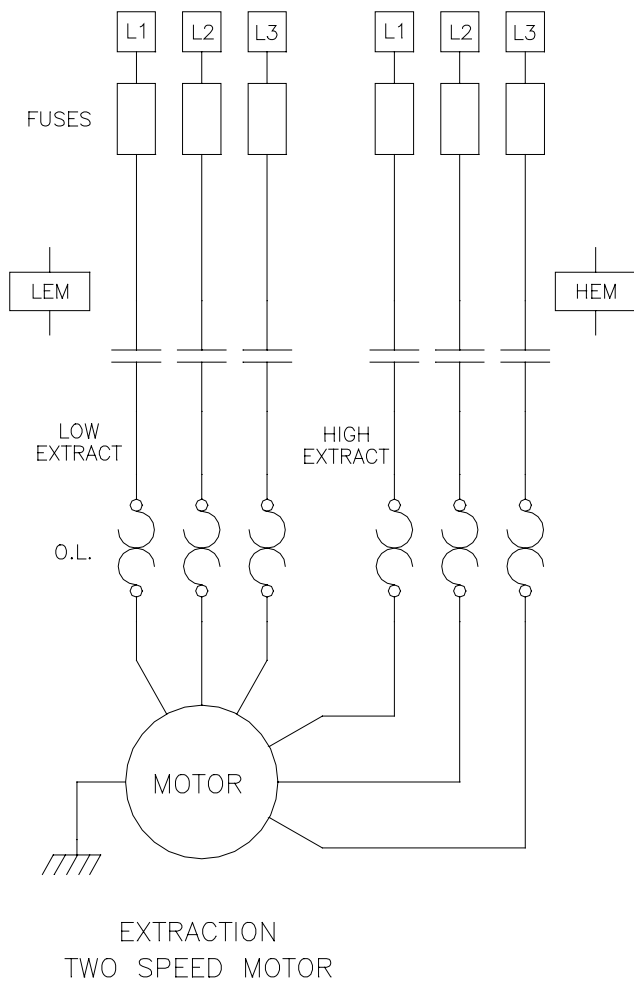 L1 L2 L3 L1 L2 L3
FUSES
LEM HEM
LOW
EXTRACT
HIGH
EXTRACT
O.L.
MOTOR
EXTRACTION
TWO SPEED MOTOR